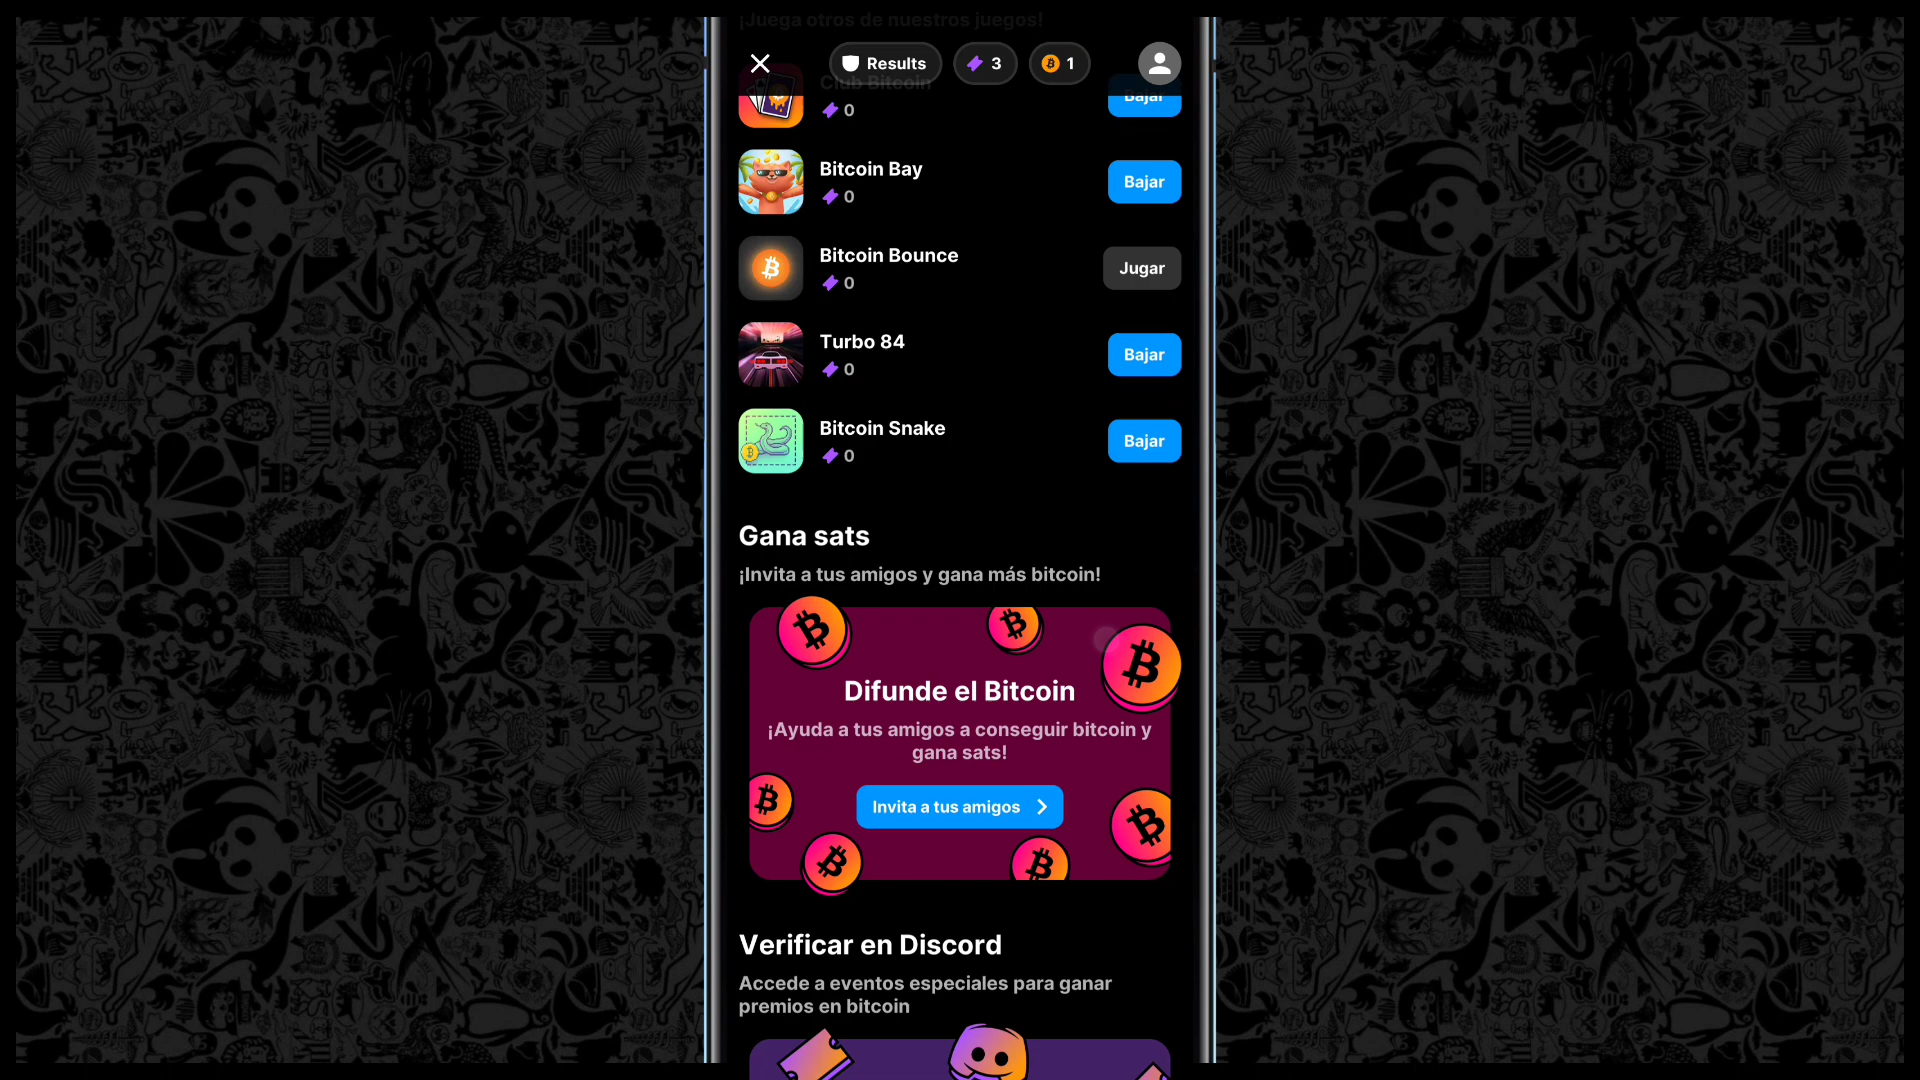 ¡Juega otros de nuestros juegos!
Results
3
1
Club Bitcoin
0
Bajar
Bitcoin Bay
0
Bajar
Bitcoin Bounce
0
Jugar
Turbo 84
0
Bajar
Bitcoin Snake
0
Bajar
Gana sats
¡Invita a tus amigos y gana más bitcoin!
Difunde el Bitcoin
¡Ayuda a tus amigos a conseguir bitcoin y
gana sats!
Invita a tus amigos
Verificar en Discord
Accede a eventos especiales para ganar
premios en bitcoin